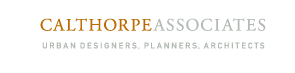 CALTHORPEASSOCIATES
URBAN DESIGNERS, PLANNERS, ARCHITECTS